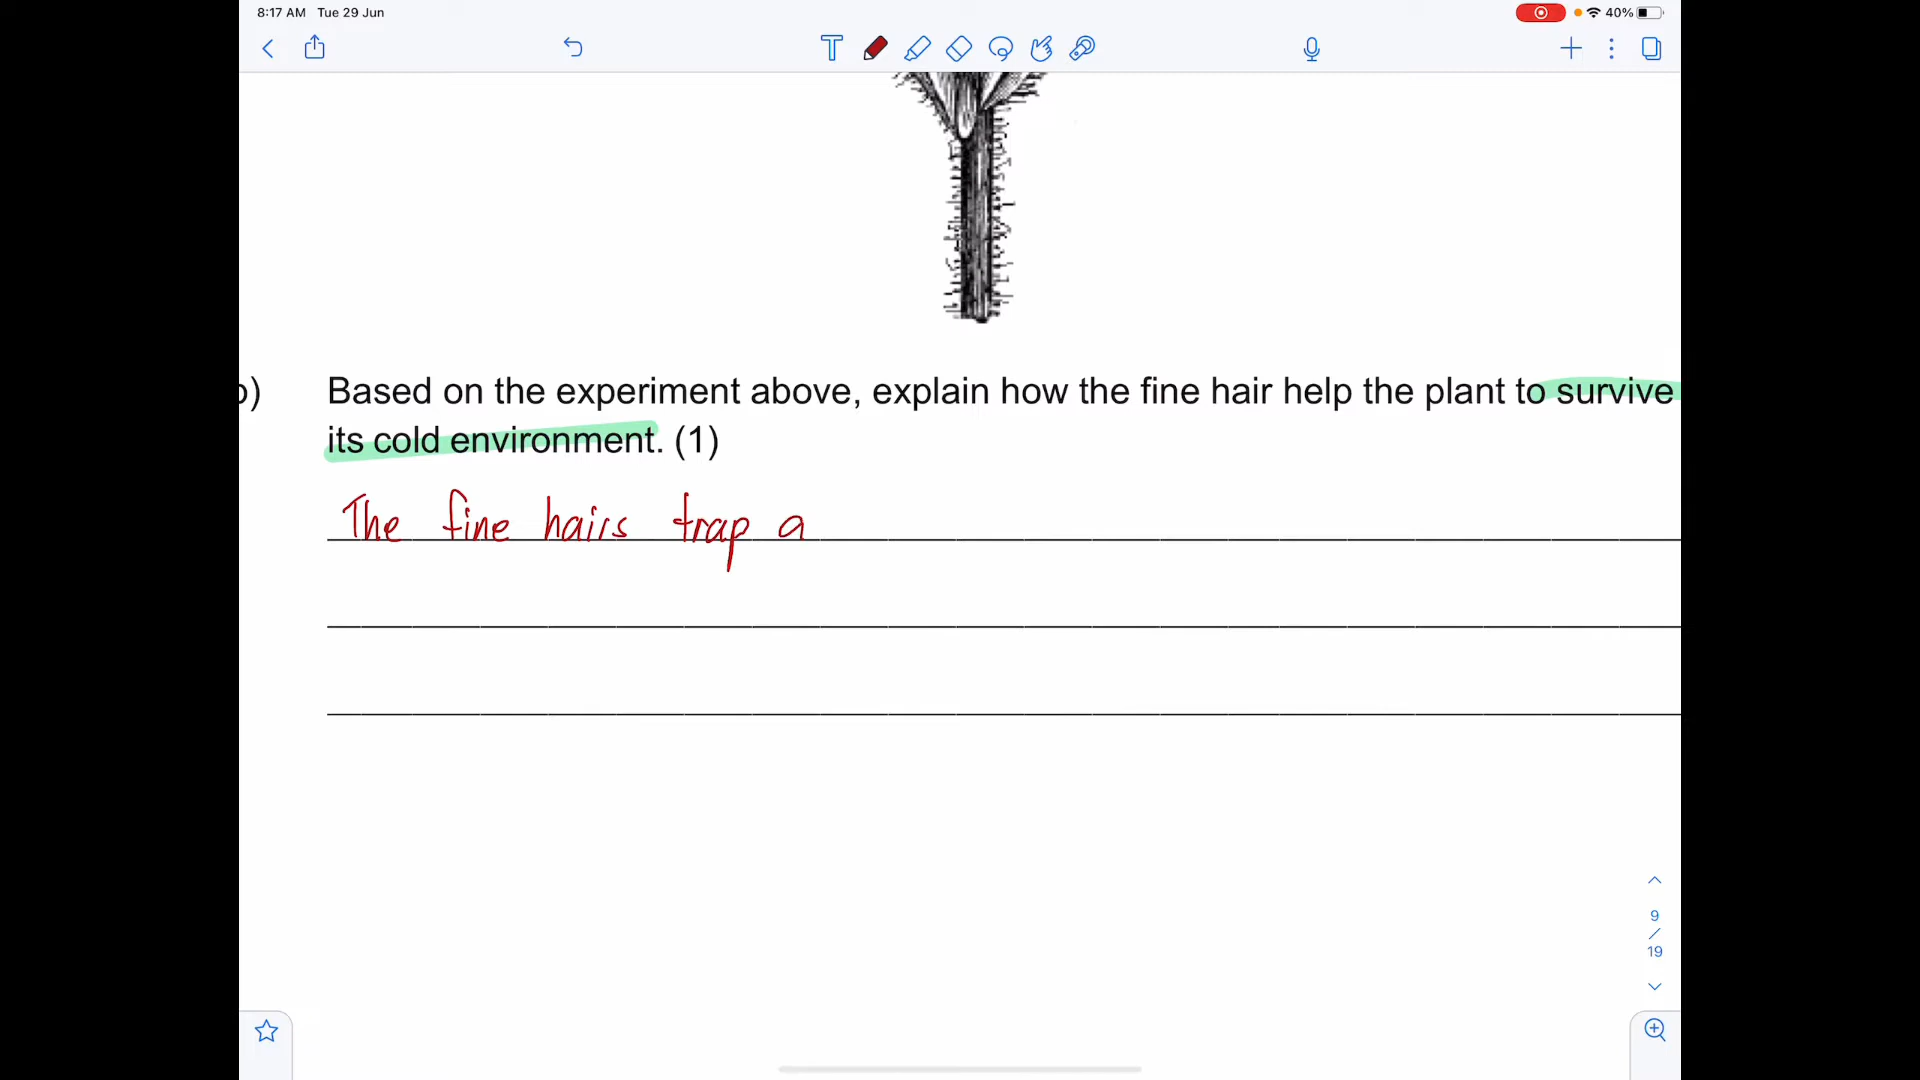 8:17 AM Tue 29 Jun
40%
b) Based on the experiment above, explain how the fine hair help the plant to survive
its cold environment. (1)
The fine hairs trap a
9
/
19